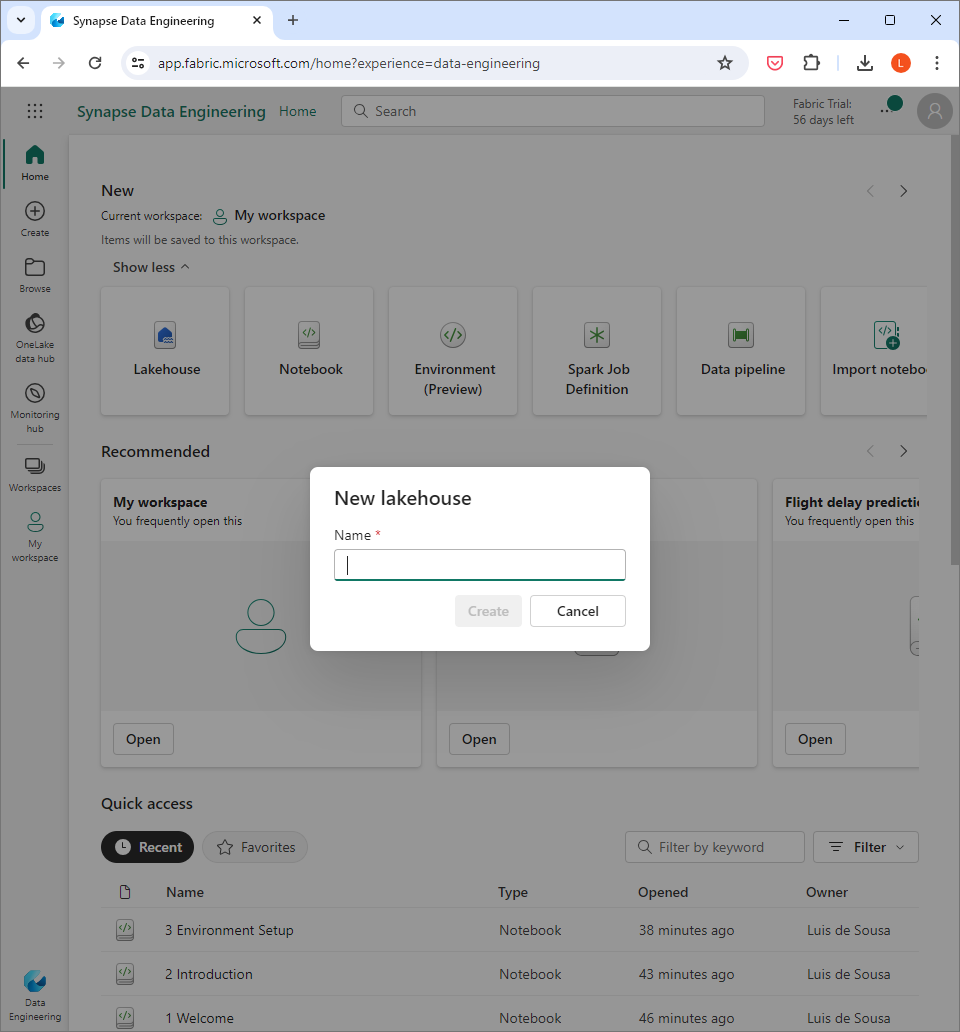 Synapse Data Engineering
app.fabric.microsoft.com/home?experience=data-engineering
L
Synapse Data Engineering
Home
Search
Fabric Trial:
56 days left
Home
Create
Browse
OneLake
data hub
Monitoring
hub
Workspaces
My
workspace
Data
Engineering
New
Current workspace: My workspace
Items will be saved to this workspace.
Show less
Lakehouse
Notebook
Environment
(Preview)
Spark Job
Definition
Data pipeline
Import notebo
Recommended
My workspace
You frequently open this
Open
Open
Flight delay predictio
You frequently open this
Open
New lakehouse
Name *
Create
Cancel
Quick access
Recent
Favorites
Filter by keyword
Filter
Name Type Opened Owner
3 Environment Setup Notebook 38 minutes ago Luis de Sousa
2 Introduction Notebook 43 minutes ago Luis de Sousa
1 Welcome Notebook 46 minutes ago Luis de Sousa